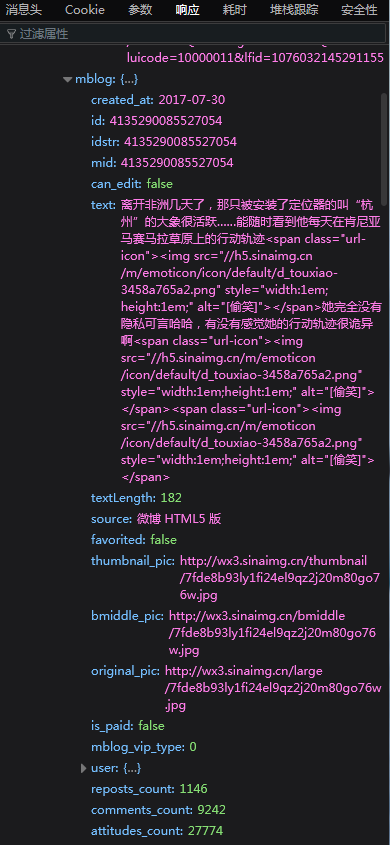 消息头 Cookie 参数 响应 耗时 堆栈跟踪 安全性
过滤属性
luicode=10000011&lfid=1076032145291155
mblog: {…}
created_at: 2017-07-30
id: 4135290085527054
idstr: 4135290085527054
mid: 4135290085527054
can_edit: false
text: 离开非洲几天了，那只被安装了定位器的叫“杭
州”的大象很活跃……能随时看到他每天在肯尼亚
马赛马拉草原上的行动轨迹<span class="url-
icon"><img src="//h5.sinaimg.cn
/m/emoticon/icon/default/d_touxiao-
3458a765a2.png" style="width:1em;
height:1em;" alt="[偷笑]"></span>她完全没有
隐私可言哈哈，有没有感觉她的行动轨迹很诡异
啊<span class="url-icon"><img
src="//h5.sinaimg.cn/m/emoticon
/icon/default/d_touxiao-3458a765a2.png"
style="width:1em;height:1em;" alt="[偷笑]">
</span><span class="url-icon"><img
src="//h5.sinaimg.cn/m/emoticon
/icon/default/d_touxiao-3458a765a2.png"
style="width:1em;height:1em;" alt="[偷笑]">
</span>
textLength: 182
source: 微博 HTML5 版
favorited: false
thumbnail_pic: http://wx3.sinaimg.cn/thumbnail
/7fde8b93ly1fi24el9qz2j20m80go7
6w.jpg
bmiddle_pic: http://wx3.sinaimg.cn/bmiddle
/7fde8b93ly1fi24el9qz2j20m80go76
w.jpg
original_pic: http://wx3.sinaimg.cn/large
/7fde8b93ly1fi24el9qz2j20m80go76w
.jpg
is_paid: false
mblog_vip_type: 0
user: {…}
reposts_count: 1146
comments_count: 9242
attitudes_count: 27774